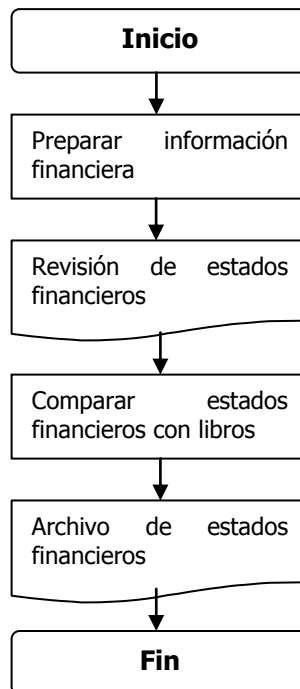 Inicio
Preparar información
financiera
Revisión de estados
financieros
Comparar estados
financieros con libros
Archivo de estados
financieros
Fin